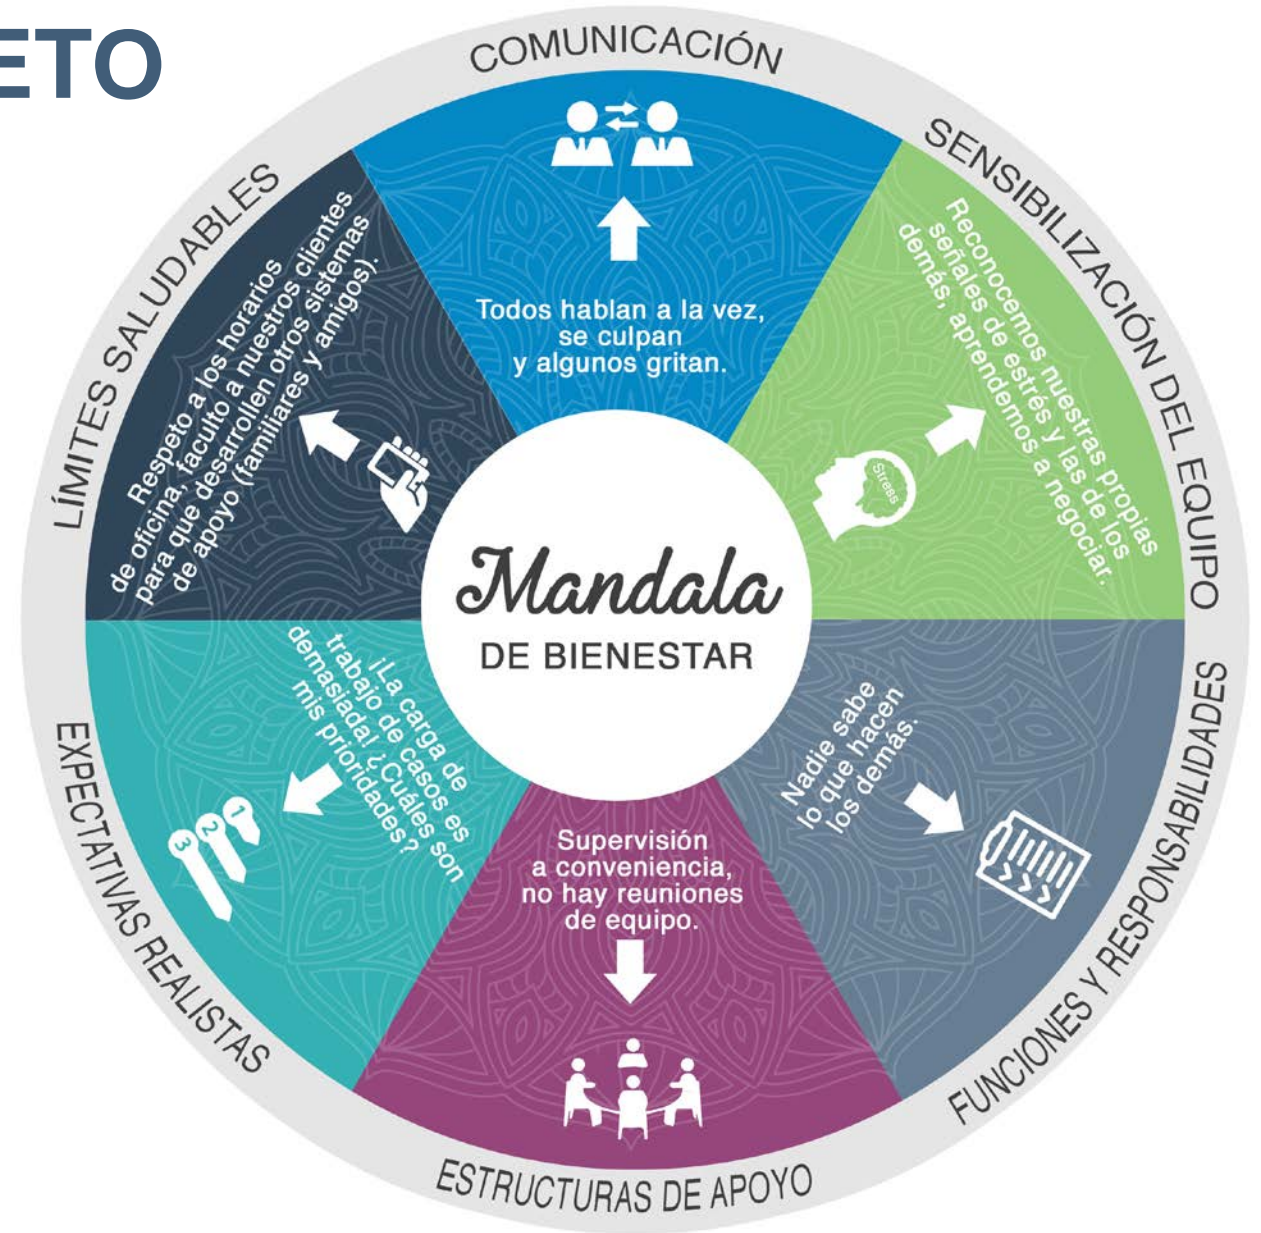 ETO
COMUNICACIÓN
Todos hablan a la vez,
se culpan
y algunos gritan.
SENSIBILIZACIÓN DEL EQUIPO
Reconocemos nuestras propias
señales de estrés y las de los
demás, aprendemos a negociar.
Stress
FUNCIONES Y RESPONSABILIDADES
Nadie sabe
lo que hacen
los demás.
ESTRUCTURAS DE APOYO
Supervisión
a conveniencia,
no hay reuniones
de equipo.
EXPECTATIVAS REALISTAS
¡La carga de
trabajo de casos es
demasiada! ¿Cuáles son
mis prioridades?
1
2
3
LÍMITES SALUDABLES
Respeto a los horarios
de oficina, faculto a nuestros clientes
para que desarrollen otros sistemas
de apoyo (familiares y amigos).
Mandala
DE BIENESTAR